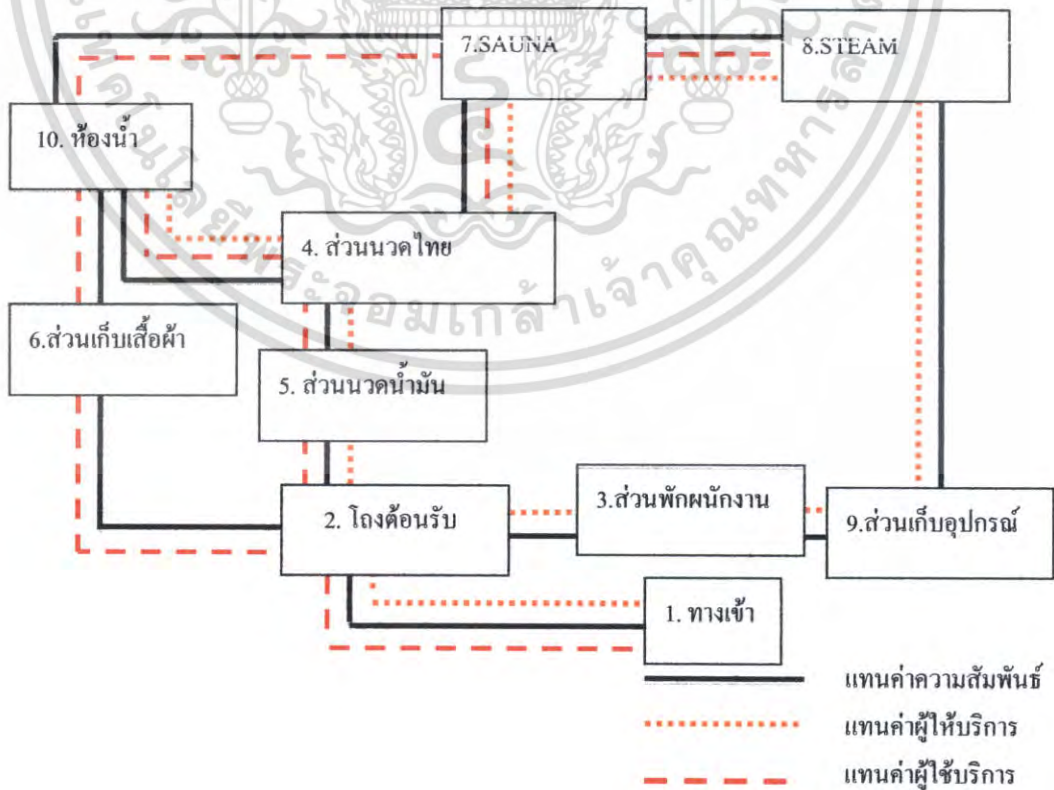 7.SAUNA
8.STEAM
10. ห้องน้ำ
4. ส่วนนวดไทย
6.ส่วนเก็บเสื้อผ้า
5. ส่วนนวดน้ำมัน
3.ส่วนพักผนักงาน
2. โถงต้อนรับ
9.ส่วนเก็บอุปกรณ์
1. ทางเข้า
แทนค่าความสัมพันธ์
แทนค่าผู้ให้บริการ
แทนค่าผู้ใช้บริการ